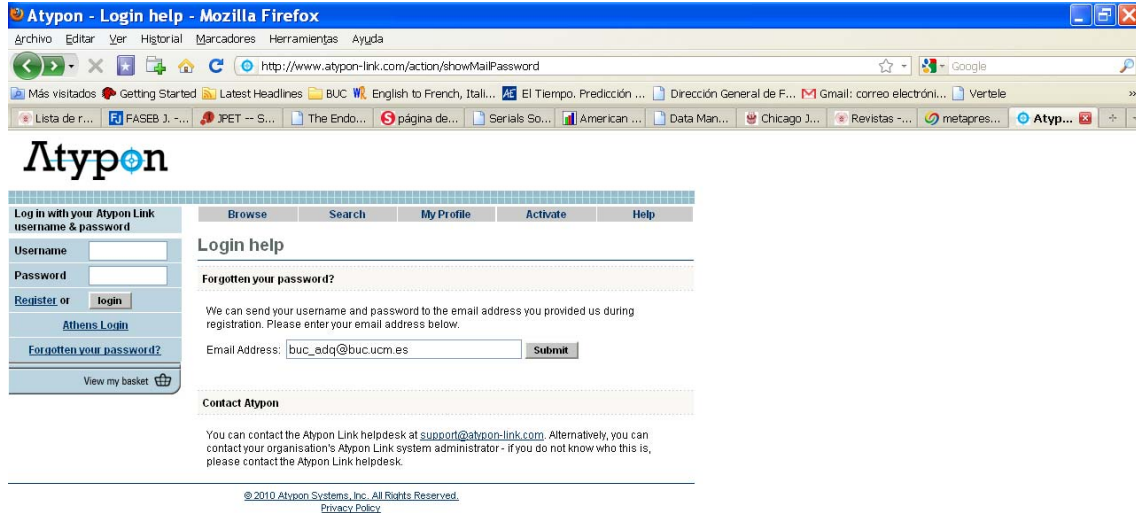 Atypon - Login help - Mozilla Firefox
Archivo Editar Ver Historial Marcadores Herramientas Ayuda
http://www.atypon-link.com/action/showMailPassword
Google
Más visitados Getting Started Latest Headlines BUC English to French, Itali... El Tiempo. Predicción ... Dirección General de F... Gmail: correo electróni... Vertele »
Lista de r... FASEB J. -... JPET -- S... The Endo... página de... Serials So... American ... Data Man... Chicago J... Revistas -... metapres... Atyp...
Atypon
Log in with your Atypon Link
username & password
Username
Password
Register or login
Athens Login
Forgotten your password?
View my basket
Browse Search My Profile Activate Help
Login help
Forgotten your password?
We can send your username and password to the email address you provided us during
registration. Please enter your email address below.
Email Address: buc_adq@buc.ucm.es Submit
Contact Atypon
You can contact the Atypon Link helpdesk at support@atypon-link.com. Alternatively, you can
contact your organisation's Atypon Link system administrator - if you do not know who this is,
please contact the Atypon Link helpdesk.
© 2010 Atypon Systems, Inc. All Rights Reserved.
Privacy Policy